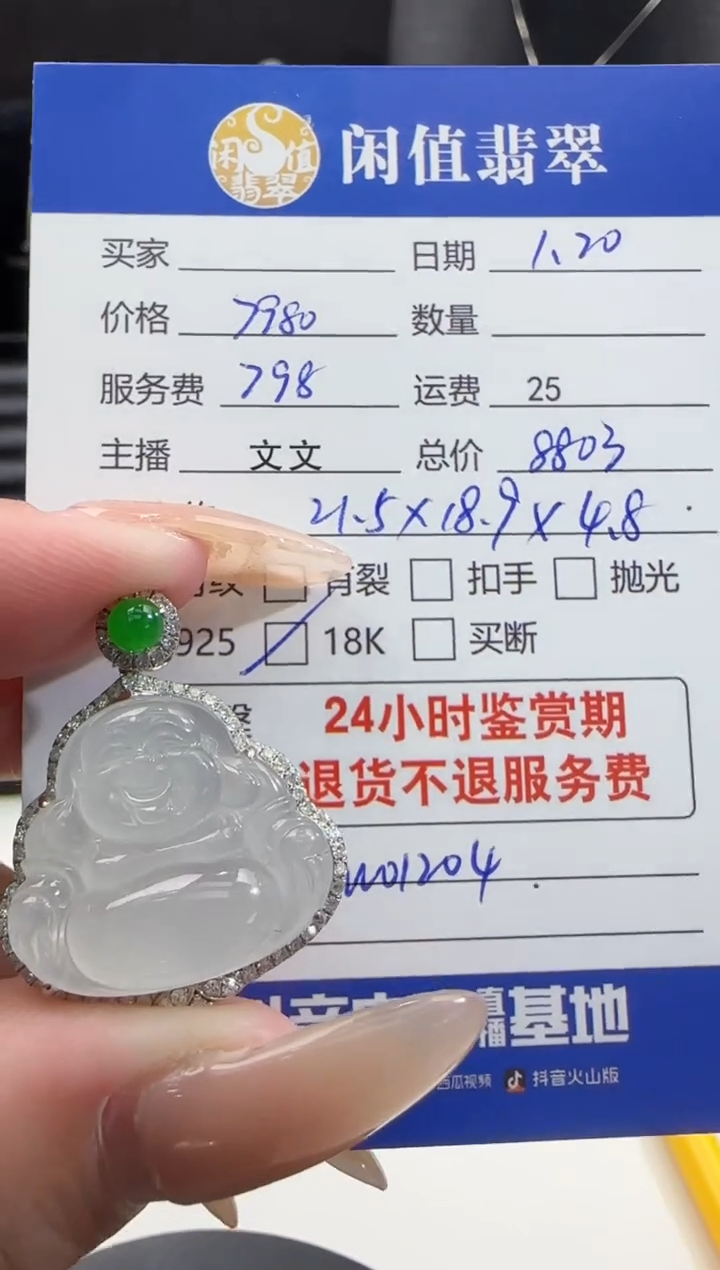 闲值翡翠
闲值翡翠
买家 日期 1.20
价格 7980 数量
服务费 798 运费 25
主播 文文 总价 8803
21.5×18.9×4.8
有裂 扣手 抛光
925 18K 买断
24小时鉴赏期
退货不退服务费
W01204
基地
西瓜视频 抖音火山版